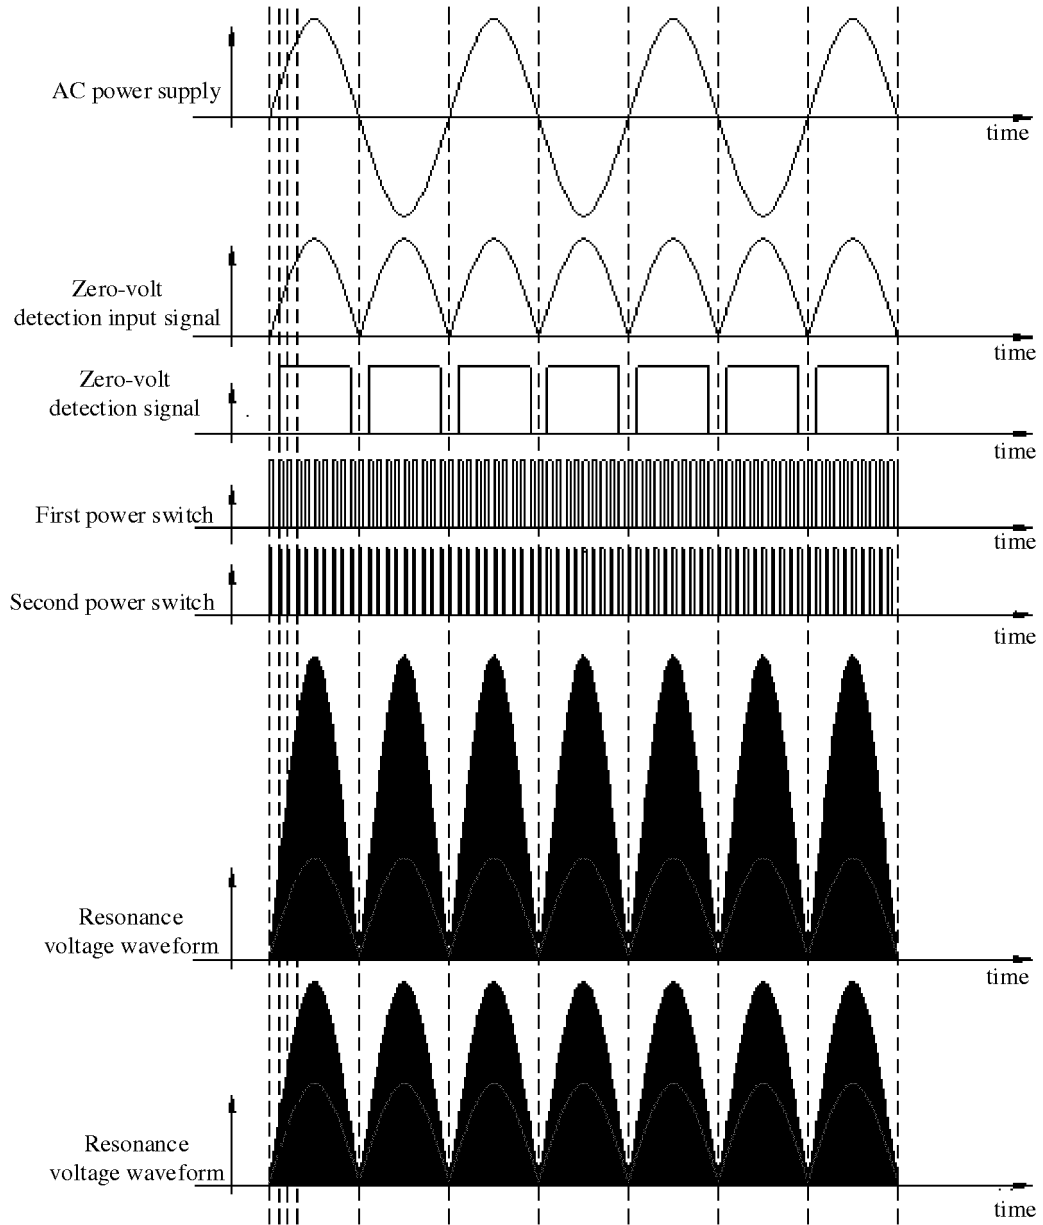 AC power supply
time
Zero-volt
detection input signal
time
Zero-volt
detection signal
time
First power switch
time
Second power switch
time
Resonance
voltage waveform
time
Resonance
voltage waveform
time